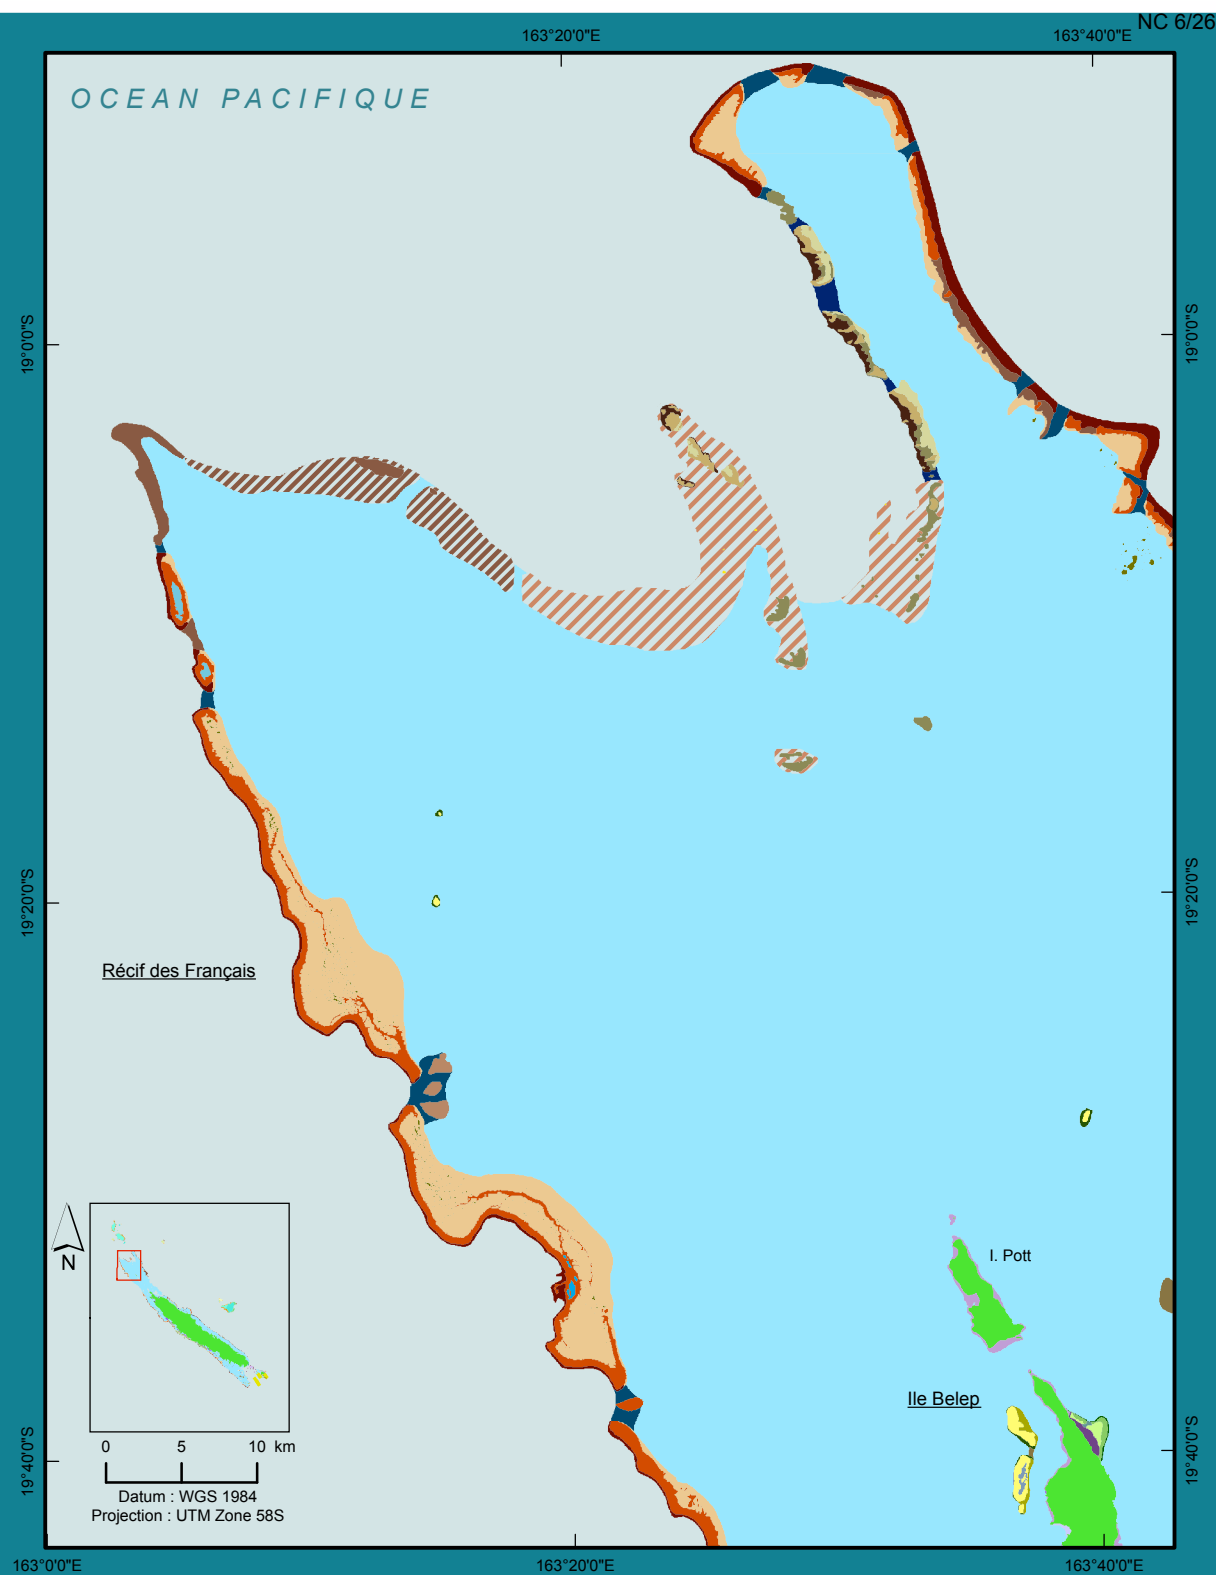 NC 6/26
163°20'0"E
163°40'0"E
OCEAN PACIFIQUE
19°0'0"S
19°0'0"S
19°20'0"S
19°20'0"S
Récif des Français
I. Pott
N
Ile Belep
0 5 10 km
19°40'0"S
19°40'0"S
Datum : WGS 1984
Projection : UTM Zone 58S
163°0'0"E
163°20'0"E
163°40'0"E